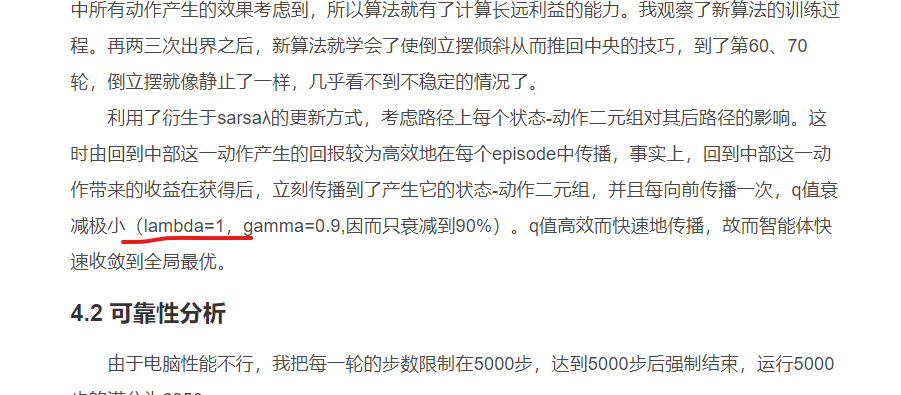 中所有动作产生的效果考虑到，所以算法就有了计算长远利益的能力。我观察了新算法的训练过
程。再两三次出界之后，新算法就学会了使倒立摆倾斜从而推回中央的技巧，到了第60、70
轮，倒立摆就像静止了一样，几乎看不到不稳定的情况了。
利用了衍生于sarsaλ的更新方式，考虑路径上每个状态-动作二元组对其后路径的影响。这
时由回到中部这一动作产生的回报较为高效地在每个episode中传播，事实上，回到中部这一动
作带来的收益在获得后，立刻传播到了产生它的状态-动作二元组，并且每向前传播一次，q值衰
减极小（lambda=1，gamma=0.9,因而只衰减到90%）。q值高效而快速地传播，故而智能体快
速收敛到全局最优。
4.2 可靠性分析
由于电脑性能不行，我把每一轮的步数限制在5000步，达到5000步后强制结束，运行5000